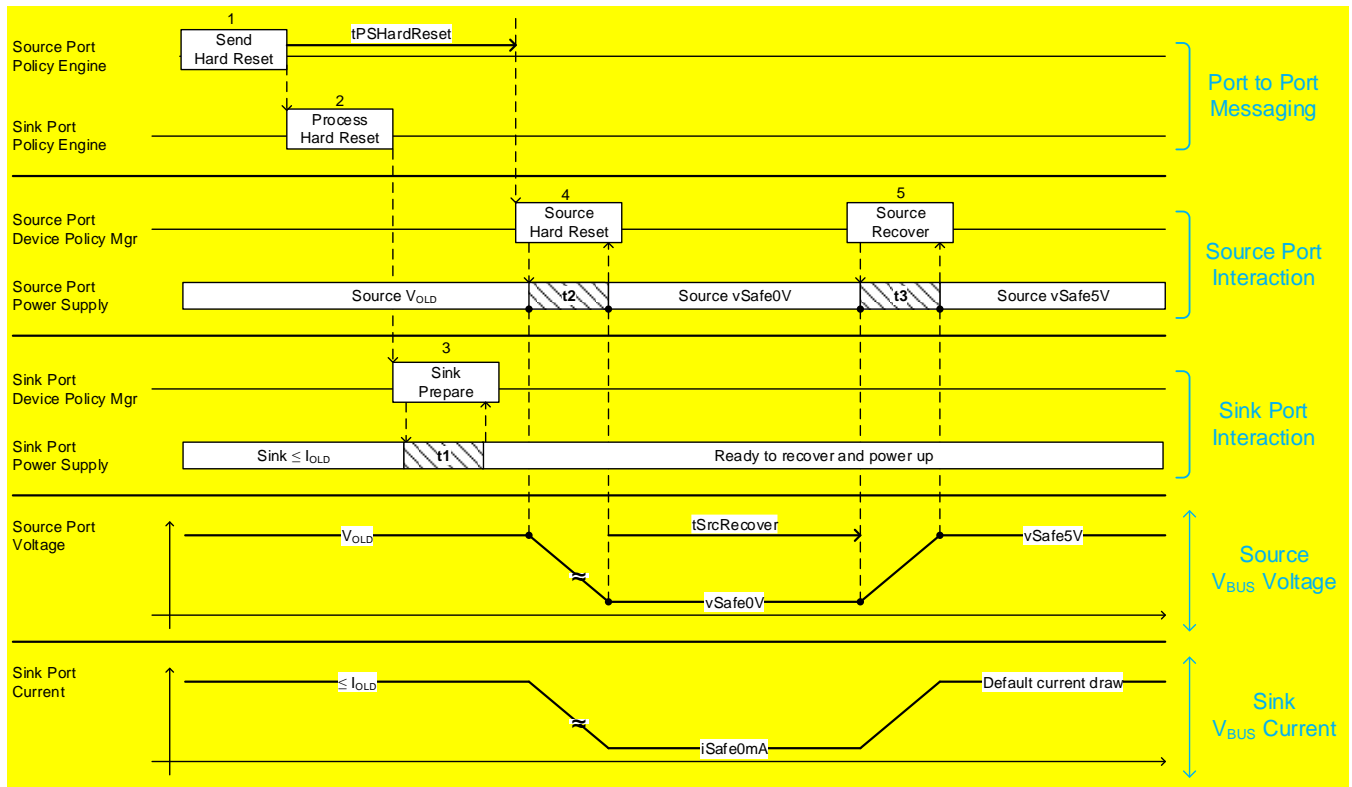 1
Send
Hard Reset
tPSHardReset
Source Port
Policy Engine
2
Process
Hard Reset
Sink Port
Policy Engine
Port to Port
Messaging
4
Source
Hard Reset
5
Source
Recover
Source Port
Device Policy Mgr
Source Port
Power Supply
Source VOLD
t2
Source vSafe0V
t3
Source vSafe5V
Source Port
Interaction
3
Sink
Prepare
Sink Port
Device Policy Mgr
Sink Port
Power Supply
Sink ≤ IOLD
t1
Ready to recover and power up
Sink Port
Interaction
Source Port
Voltage
VOLD
tSrcRecover
vSafe5V
≈
vSafe0V
Source
VBUS Voltage
Sink Port
Current
≤ IOLD
Default current draw
≈
iSafe0mA
Sink
VBUS Current